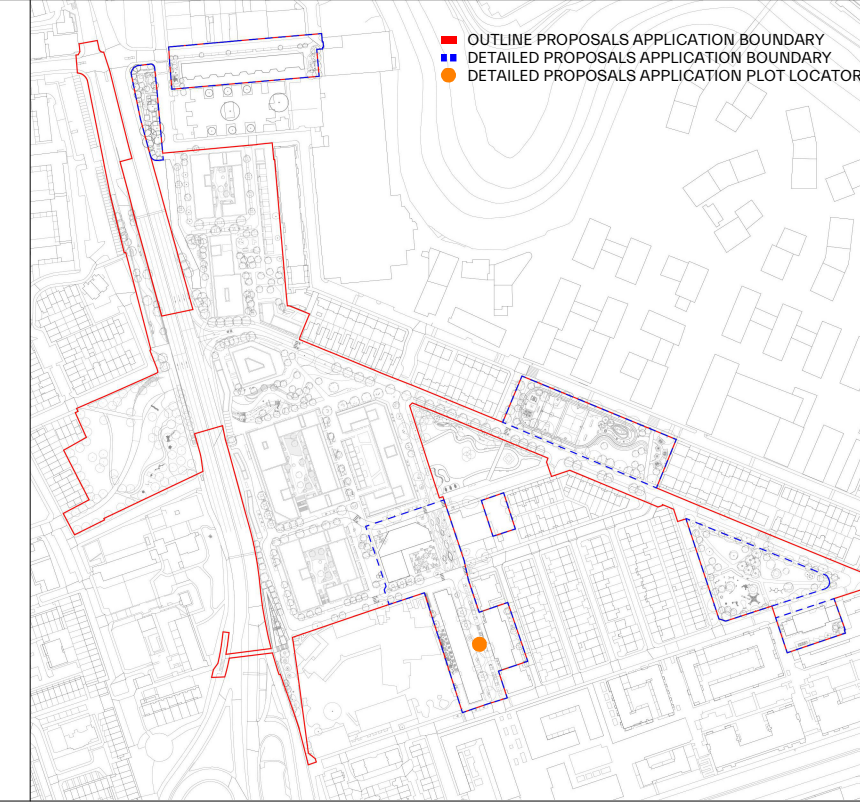 OUTLINE PROPOSALS APPLICATION BOUNDARY
DETAILED PROPOSALS APPLICATION BOUNDARY
DETAILED PROPOSALS APPLICATION PLOT LOCATOR